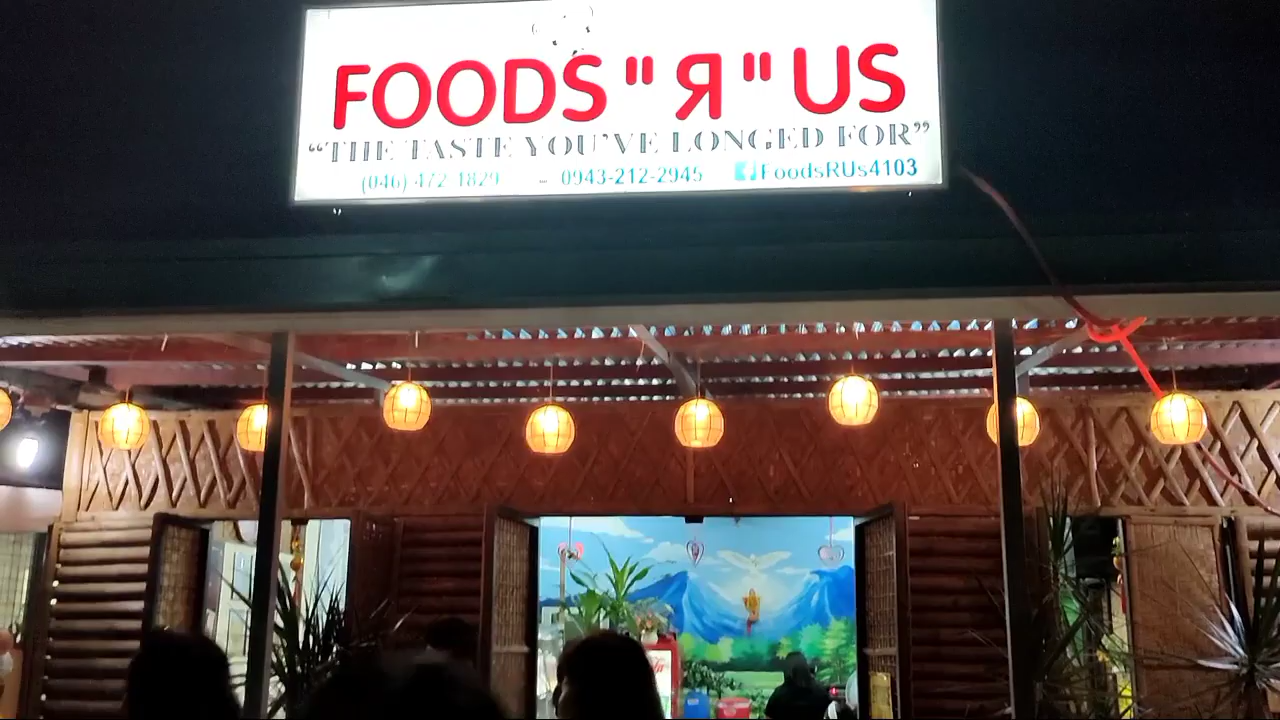 FOODS "Я" US
“THE TASTE YOU’VE LONGED FOR”
(046) 472 1829 - 0943-212-2945 FoodsRUs4103